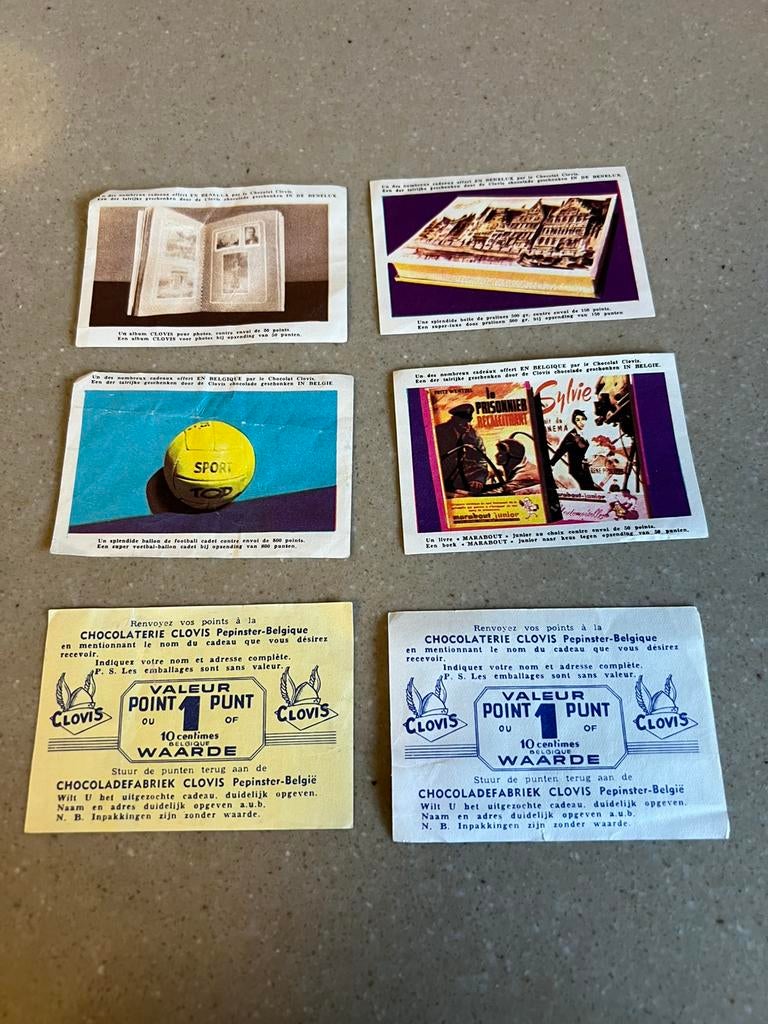 Un des nombreux cadeaux offert EN BENELUX par le Chocolat Clovis.
Een der talrijke geschenken door de Clovis chocolade geschonken IN DE BENELUX.
Un album CLOVIS pour photos, contre envoi de 50 points.
Een album CLOVIS voor photos bij opzending van 50 punten.
Un des nombreux cadeaux offert EN BENELUX par le Chocolat Clovis.
Een der talrijke geschenken door de Clovis chocolade geschonken IN DE BENELUX.
Une splendide boite de pralines 500 gr. contre envoi de 150 points.
Een super-luxe doos pralinen 500 gr. bij opzending van 150 punten
Un des nombreux cadeaux offert EN BELGIQUE par le Chocolat Clovis.
Een der talrijke geschenken door de Clovis chocolade geschonken IN BELGIE
SPORT
TOP
Un splendide ballon de football cadet contre envoi de 800 points.
Een super voetbal-ballon cadet bij opzending van 800 punten.
Un des nombreux cadeaux offert EN BELGIQUE par le Chocolat Clovis.
Een der talrijke geschenken door de Clovis chocolade geschonken IN BELGIE.
le
PRISONNIER
RÉCALCITRANT
marabout junior
Sylvie
marabout-junior
Un livre « MARABOUT » junior au choix contre envoi de 50 points.
Een boek « MARABOUT » junior naar keus tegen opzending van 50 punten.
Renvoyez vos points à la
CHOCOLATERIE CLOVIS Pepinster-Belgique
en mentionnant le nom du cadeau que vous désirez
recevoir.
Indiquez votre nom et adresse complète.
P. S. Les emballages sont sans valeur.
CLOVIS
VALEUR
POINT 1 PUNT
OU OF
10 centimes
BELGIQUE
WAARDE
CLOVIS
Stuur de punten terug aan de
CHOCOLADEFABRIEK CLOVIS Pepinster-België
Wilt U het uitgezochte cadeau, duidelijk opgeven.
Naam en adres duidelijk opgeven a.u.b.
N. B. Inpakkingen zijn zonder waarde.
Renvoyez vos points à la
CHOCOLATERIE CLOVIS Pepinster-Belgique
en mentionnant le nom du cadeau que vous désirez
recevoir.
Indiquez votre nom et adresse complète.
P. S. Les emballages sont sans valeur.
CLOVIS
VALEUR
POINT 1 PUNT
OU OF
10 centimes
BELGIQUE
WAARDE
CLOVIS
Stuur de punten terug aan de
CHOCOLADEFABRIEK CLOVIS Pepinster-België
Wilt U het uitgezochte cadeau, duidelijk opgeven.
Naam en adres duidelijk opgeven a.u.b.
N. B. Inpakkingen zijn zonder waarde.